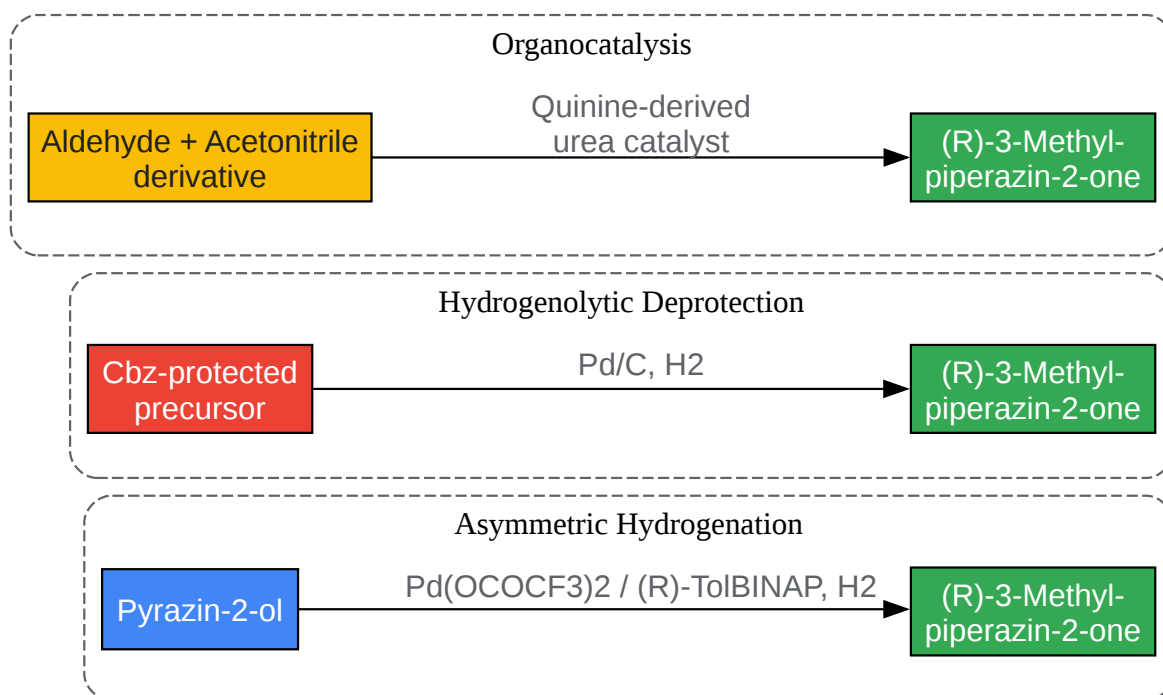 Organocatalysis
Aldehyde + Acetonitrile
derivative
Quinine-derived
urea catalyst
(R)-3-Methyl-
piperazin-2-one
Hydrogenolytic Deprotection
Cbz-protected
precursor
Pd/C, H2
(R)-3-Methyl-
piperazin-2-one
Asymmetric Hydrogenation
Pyrazin-2-ol
Pd(OCOCF3)2 / (R)-TolBINAP, H2
(R)-3-Methyl-
piperazin-2-one